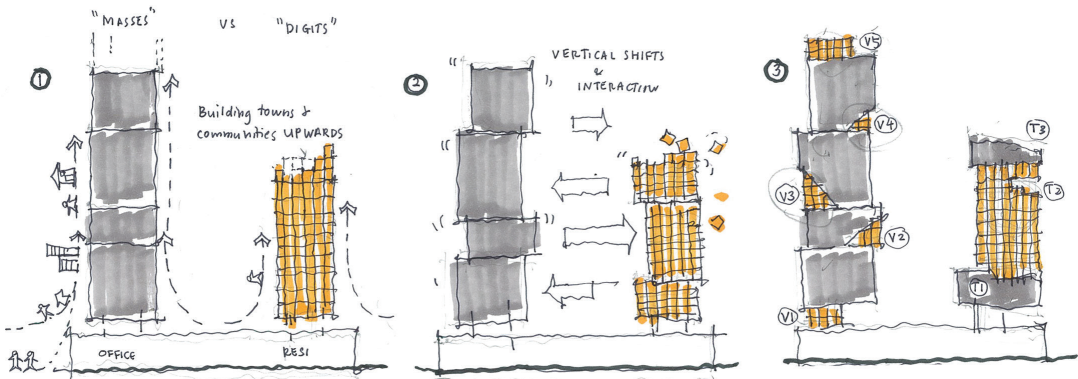 "MASSES" VS "DIGITS"
1
Building towns &
communities UPWARDS
OFFICE
RESI
2
VERTICAL SHIFTS
&
INTERACTION
3
V5
V4
V3
V2
V1
T3
T2
T1